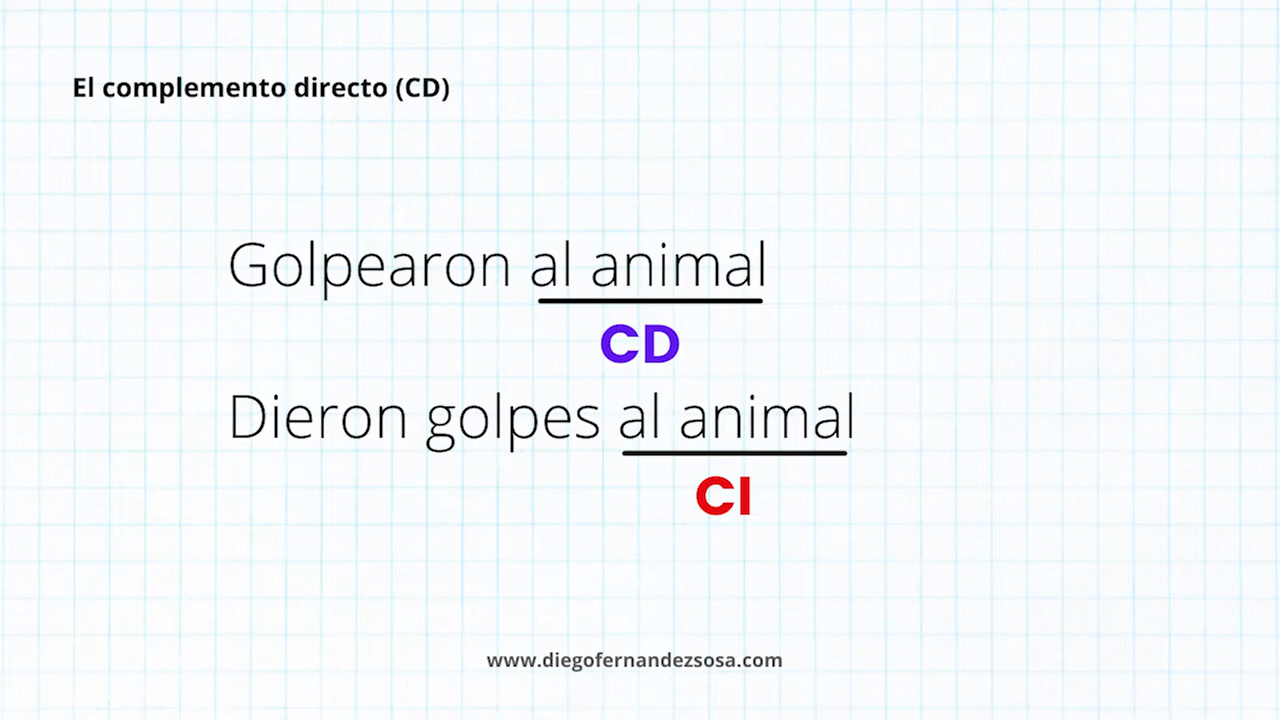 El complemento directo (CD)
Golpearon al animal
CD
Dieron golpes al animal
CI
www.diegofernandezsosa.com